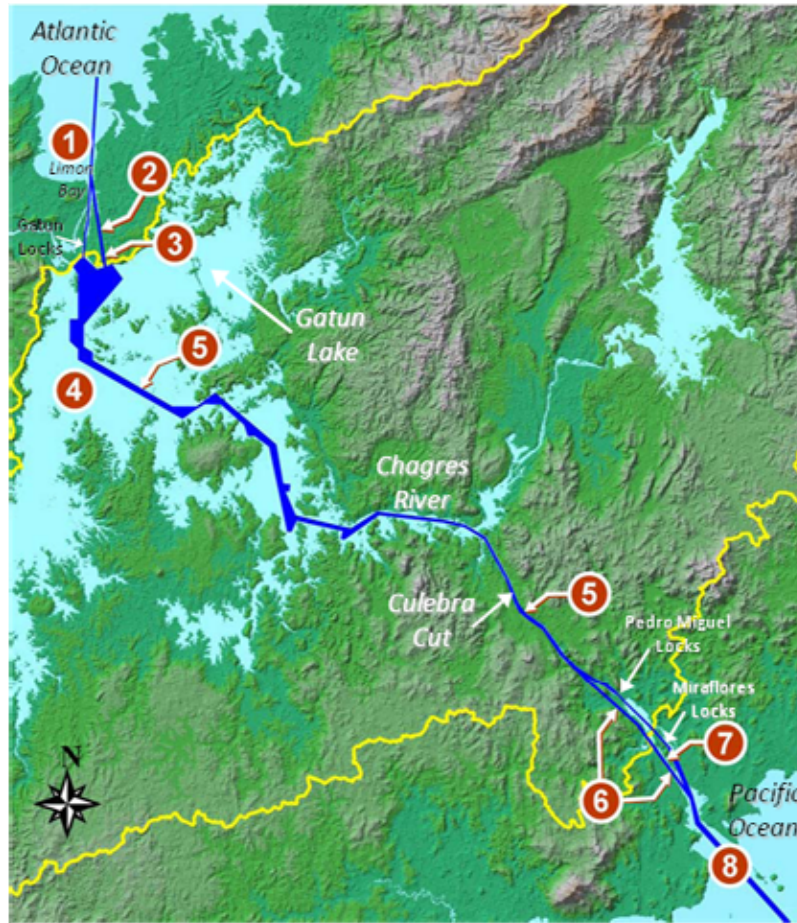 Atlantic
Ocean
1
Limon
Bay
2
Gatun
Locks
3
Gatun
Lake
5
4
Chagres
River
Culebra
Cut
5
Pedro Miguel
Locks
Miraflores
Locks
7
6
N
Pacific
Ocean
8